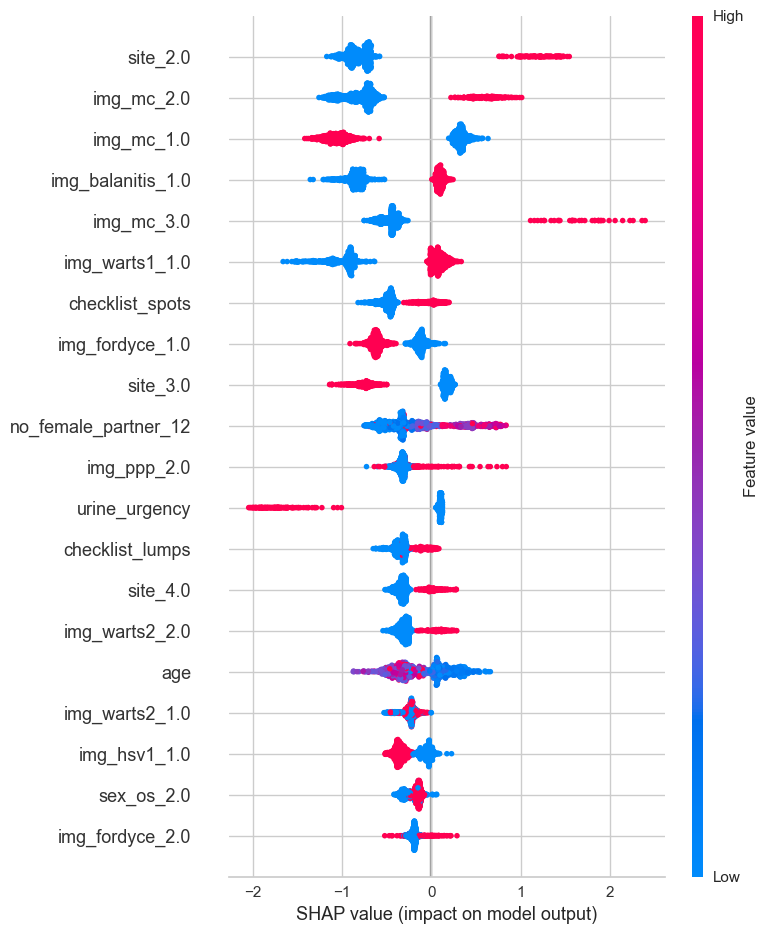 High
site_2.0
img_mc_2.0
img_mc_1.0
img_balanitis_1.0
img_mc_3.0
img_warts1_1.0
checklist_spots
img_fordyce_1.0
site_3.0
no_female_partner_12
img_ppp_2.0
urine_urgency
checklist_lumps
site_4.0
img_warts2_2.0
age
img_warts2_1.0
img_hsv1_1.0
sex_os_2.0
img_fordyce_2.0
Feature value
Low
−2 −1 0 1 2
SHAP value (impact on model output)